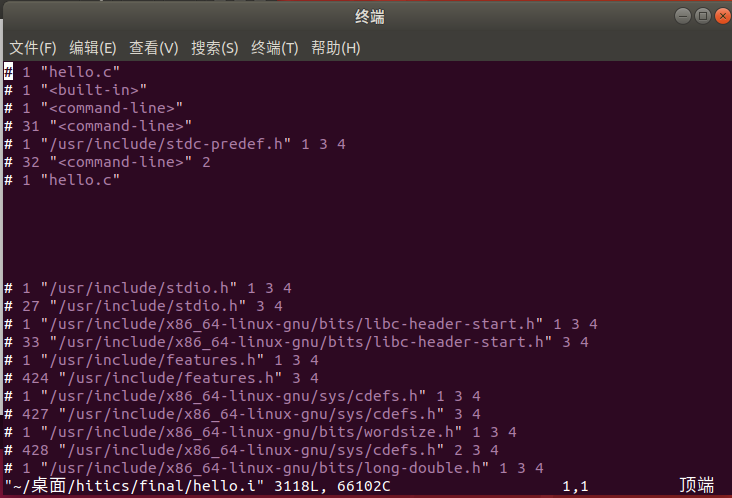 终端
文件(F) 编辑(E) 查看(V) 搜索(S) 终端(T) 帮助(H)
# 1 "hello.c"
# 1 "<built-in>"
# 1 "<command-line>"
# 31 "<command-line>"
# 1 "/usr/include/stdc-predef.h" 1 3 4
# 32 "<command-line>" 2
# 1 "hello.c"
# 1 "/usr/include/stdio.h" 1 3 4
# 27 "/usr/include/stdio.h" 3 4
# 1 "/usr/include/x86_64-linux-gnu/bits/libc-header-start.h" 1 3 4
# 33 "/usr/include/x86_64-linux-gnu/bits/libc-header-start.h" 3 4
# 1 "/usr/include/features.h" 1 3 4
# 424 "/usr/include/features.h" 3 4
# 1 "/usr/include/x86_64-linux-gnu/sys/cdefs.h" 1 3 4
# 427 "/usr/include/x86_64-linux-gnu/sys/cdefs.h" 3 4
# 1 "/usr/include/x86_64-linux-gnu/bits/wordsize.h" 1 3 4
# 428 "/usr/include/x86_64-linux-gnu/sys/cdefs.h" 2 3 4
# 1 "/usr/include/x86_64-linux-gnu/bits/long-double.h" 1 3 4
"~/桌面/hitics/final/hello.i" 3118L, 66102C 1,1 顶端